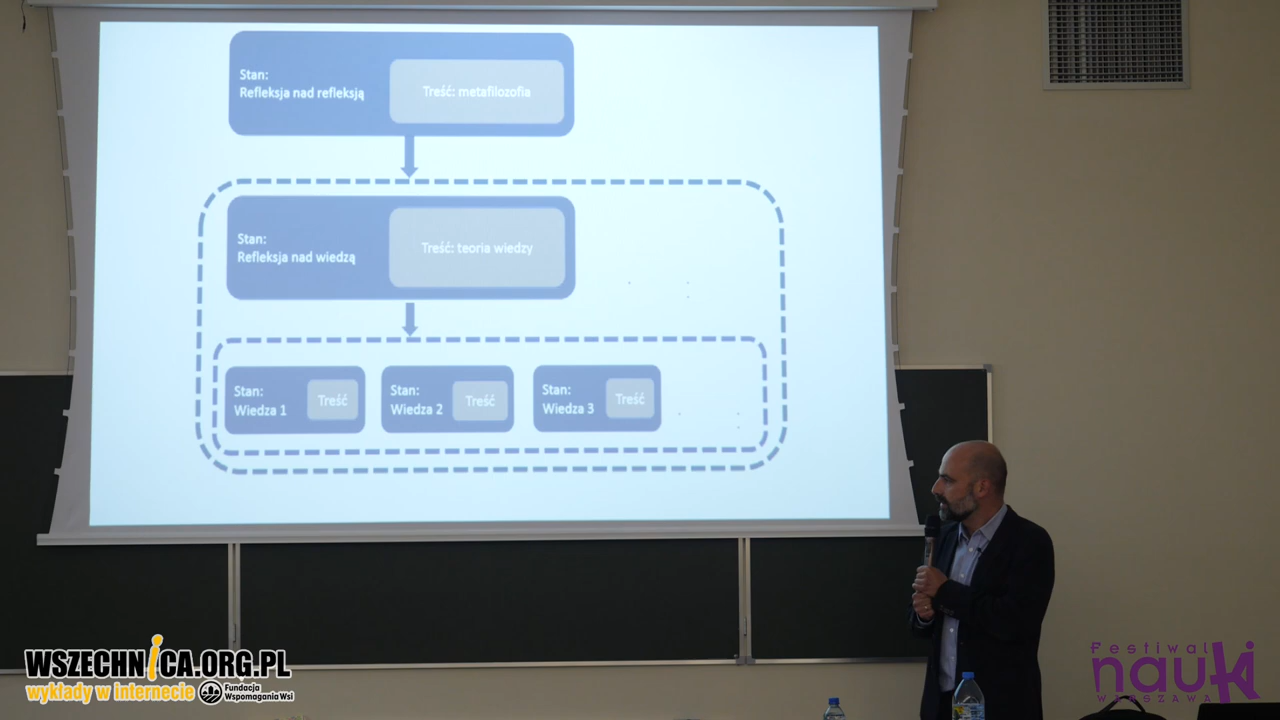 Stan:
Refleksja nad refleksją
Treść: metafilozofia
Stan:
Refleksja nad wiedzą
Treść: teoria wiedzy
Stan:
Wiedza 1
Treść
Stan:
Wiedza 2
Treść
Stan:
Wiedza 3
Treść
WSZECHNICA.ORG.PL
wykłady w internecie
Fundacja
Wspomagania Wsi
Festiwal
nauki
WARSZAWA